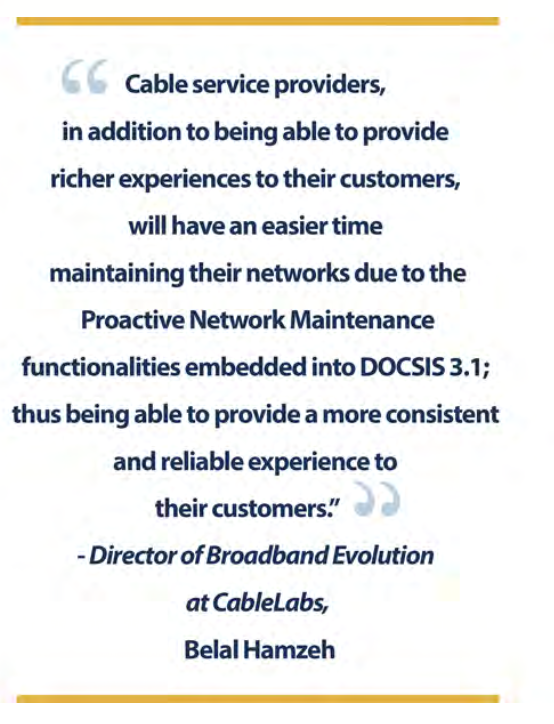 “ Cable service providers,
in addition to being able to provide
richer experiences to their customers,
will have an easier time
maintaining their networks due to the
Proactive Network Maintenance
functionalities embedded into DOCSIS 3.1;
thus being able to provide a more consistent
and reliable experience to
their customers.” ”
- Director of Broadband Evolution
at CableLabs,
Belal Hamzeh